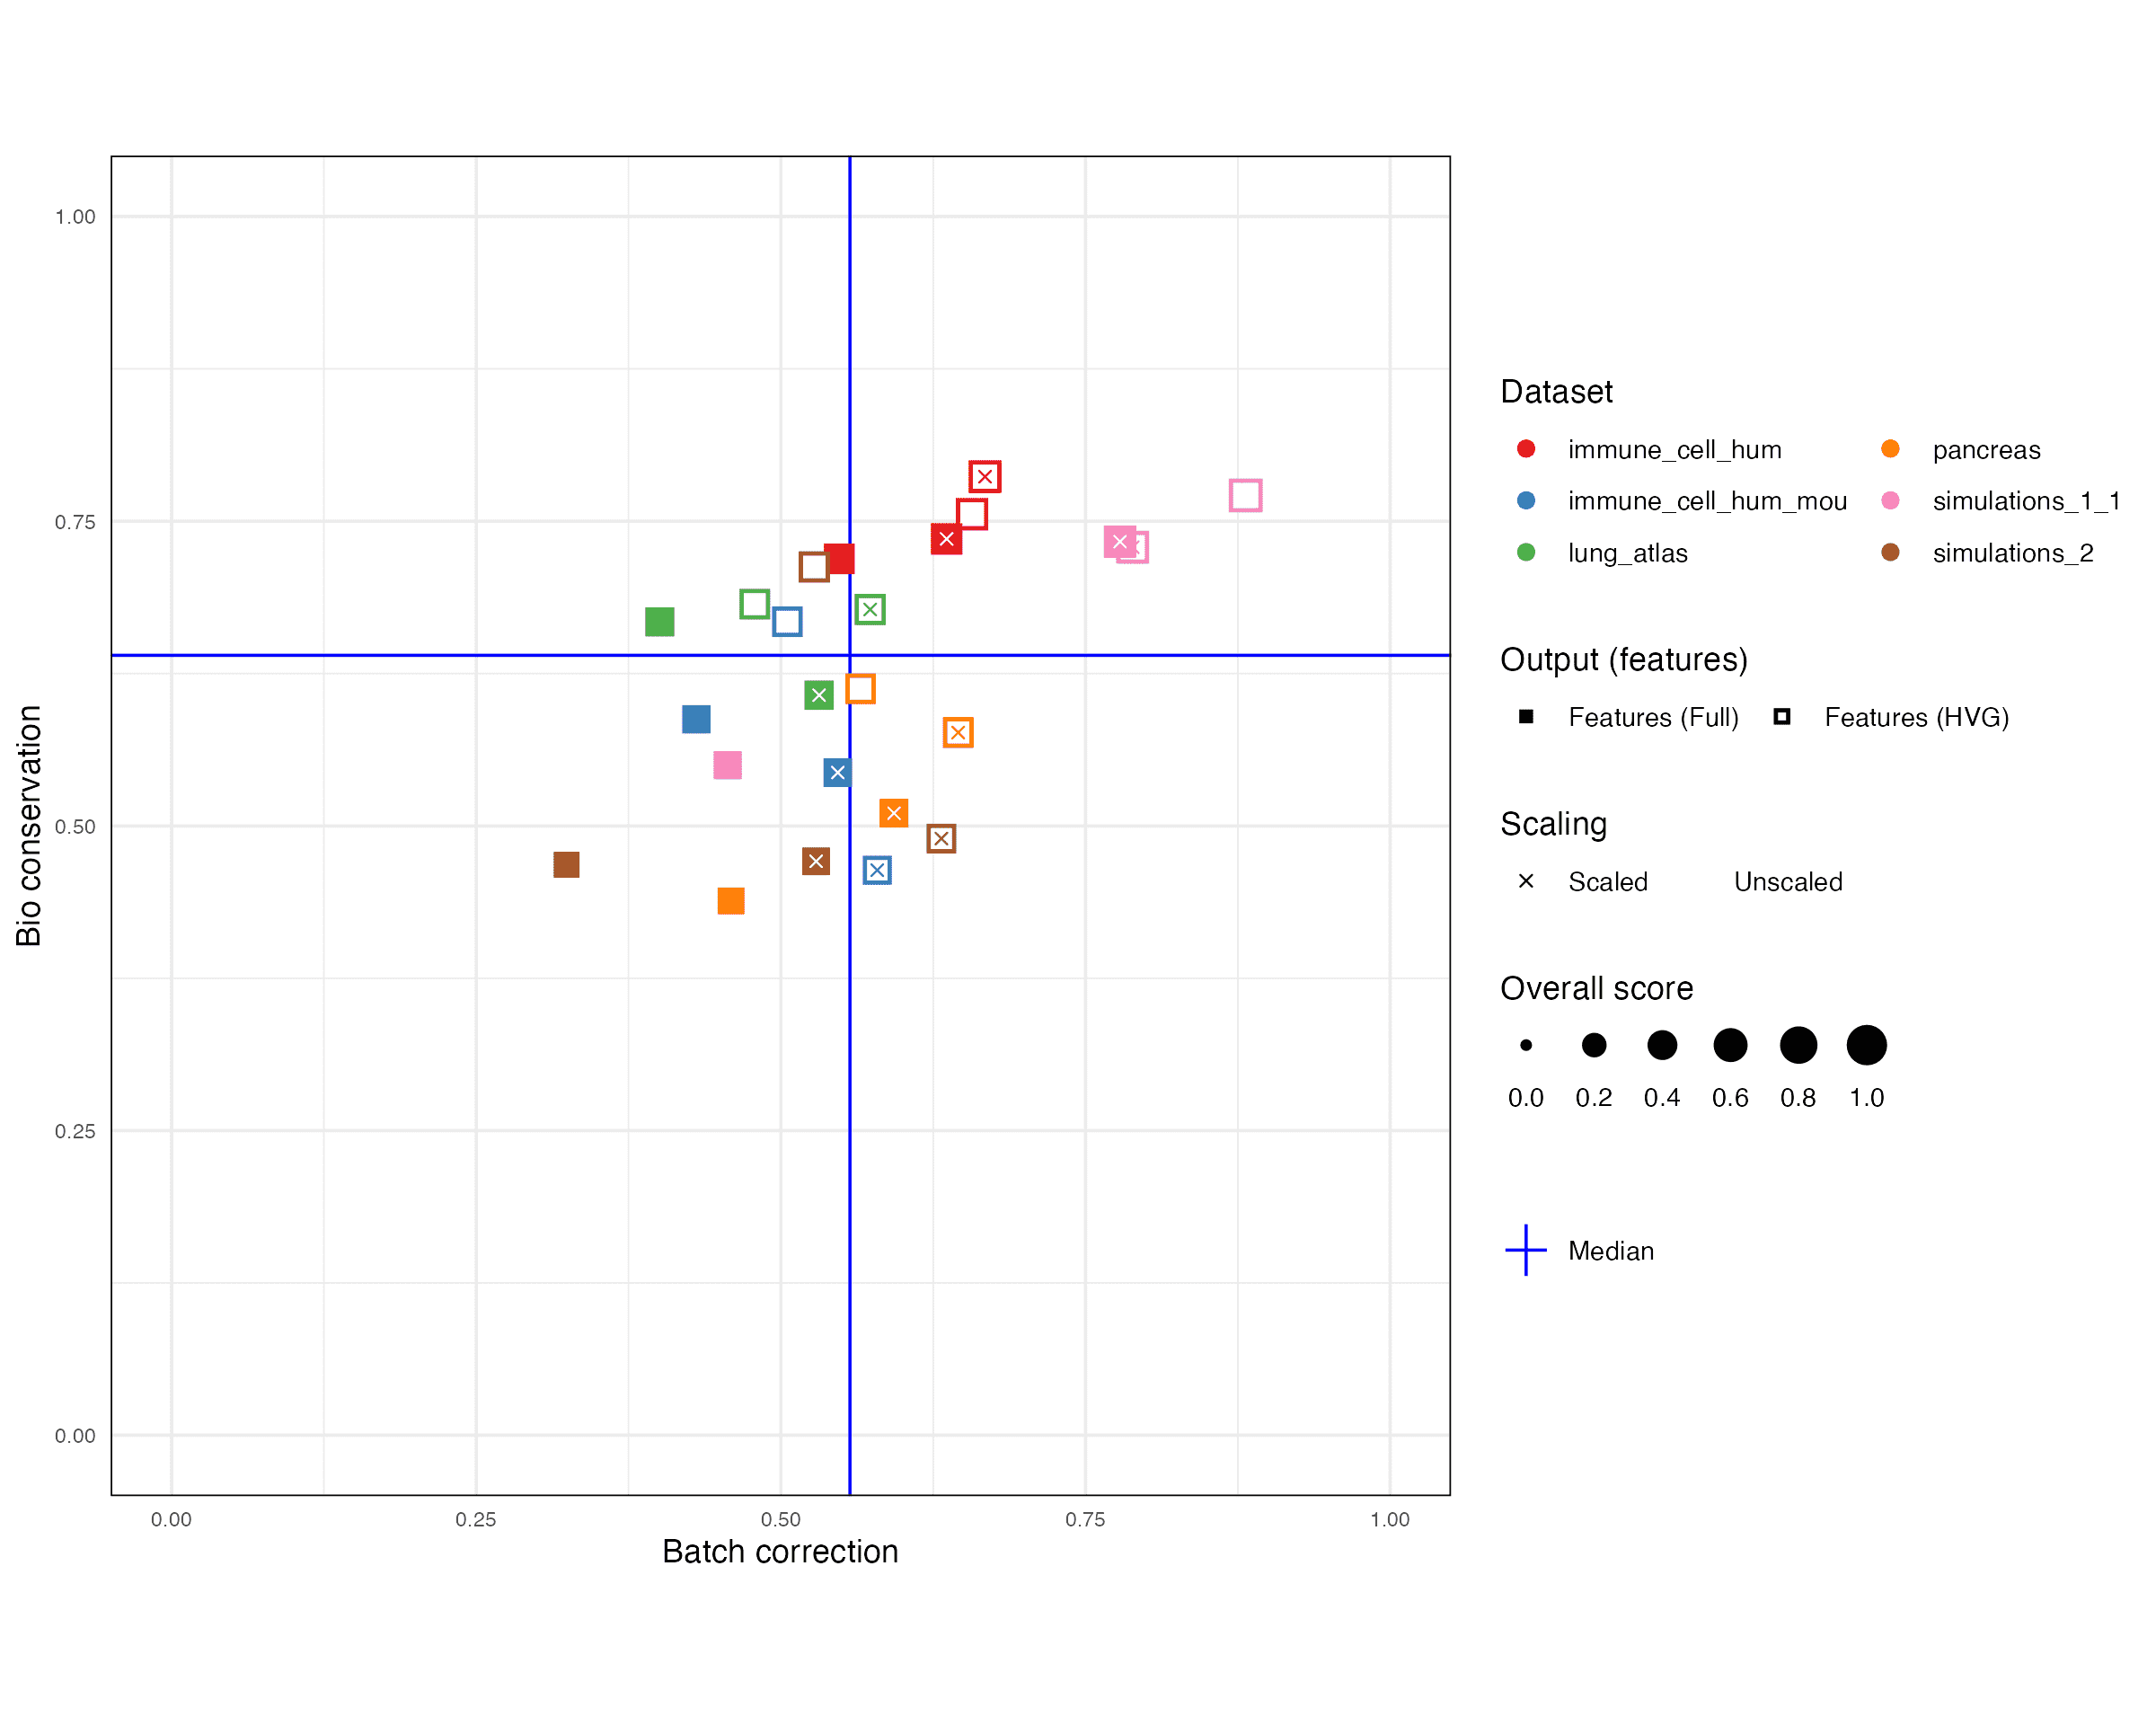 1.00
0.75
0.50
0.25
0.00
Bio conservation
0.00 0.25 0.50 0.75 1.00
Batch correction
Dataset
immune_cell_hum pancreas
immune_cell_hum_mou simulations_1_1
lung_atlas simulations_2
Output (features)
Features (Full) Features (HVG)
Scaling
Scaled Unscaled
Overall score
0.0 0.2 0.4 0.6 0.8 1.0
Median